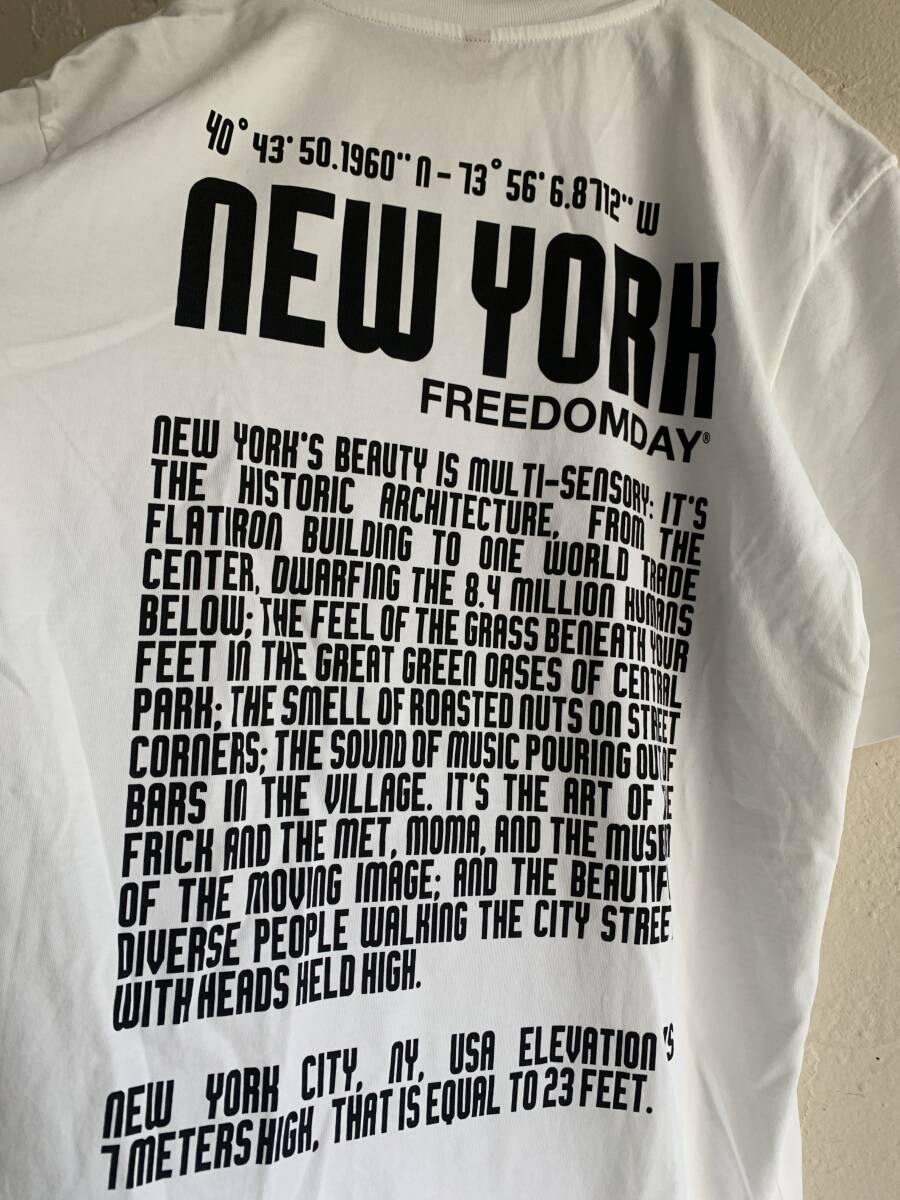 40° 43' 50.1960'' N - 73° 56' 6.8712'' W
NEW YORK
FREEDOMDAY®
NEW YORK'S BEAUTY IS MULTI-SENSORY: IT'S
THE HISTORIC ARCHITECTURE, FROM THE
FLATIRON BUILDING TO ONE WORLD TRADE
CENTER, DWARFING THE 8.4 MILLION HUMANS
BELOW; THE FEEL OF THE GRASS BENEATH YOUR
FEET IN THE GREAT GREEN OASES OF CENTRAL
PARK; THE SMELL OF ROASTED NUTS ON STREET
CORNERS; THE SOUND OF MUSIC POURING OUT OF
BARS IN THE VILLAGE. IT'S THE ART OF
FRICK AND THE MET, MOMA, AND THE
OF THE MOVING IMAGE; AND THE
DIVERSE PEOPLE WALKING THE CITY
WITH HEADS HELD HIGH.
NEW YORK CITY, NY, USA ELEVATION
7 METERS HIGH, THAT IS EQUAL TO 23 FEET.